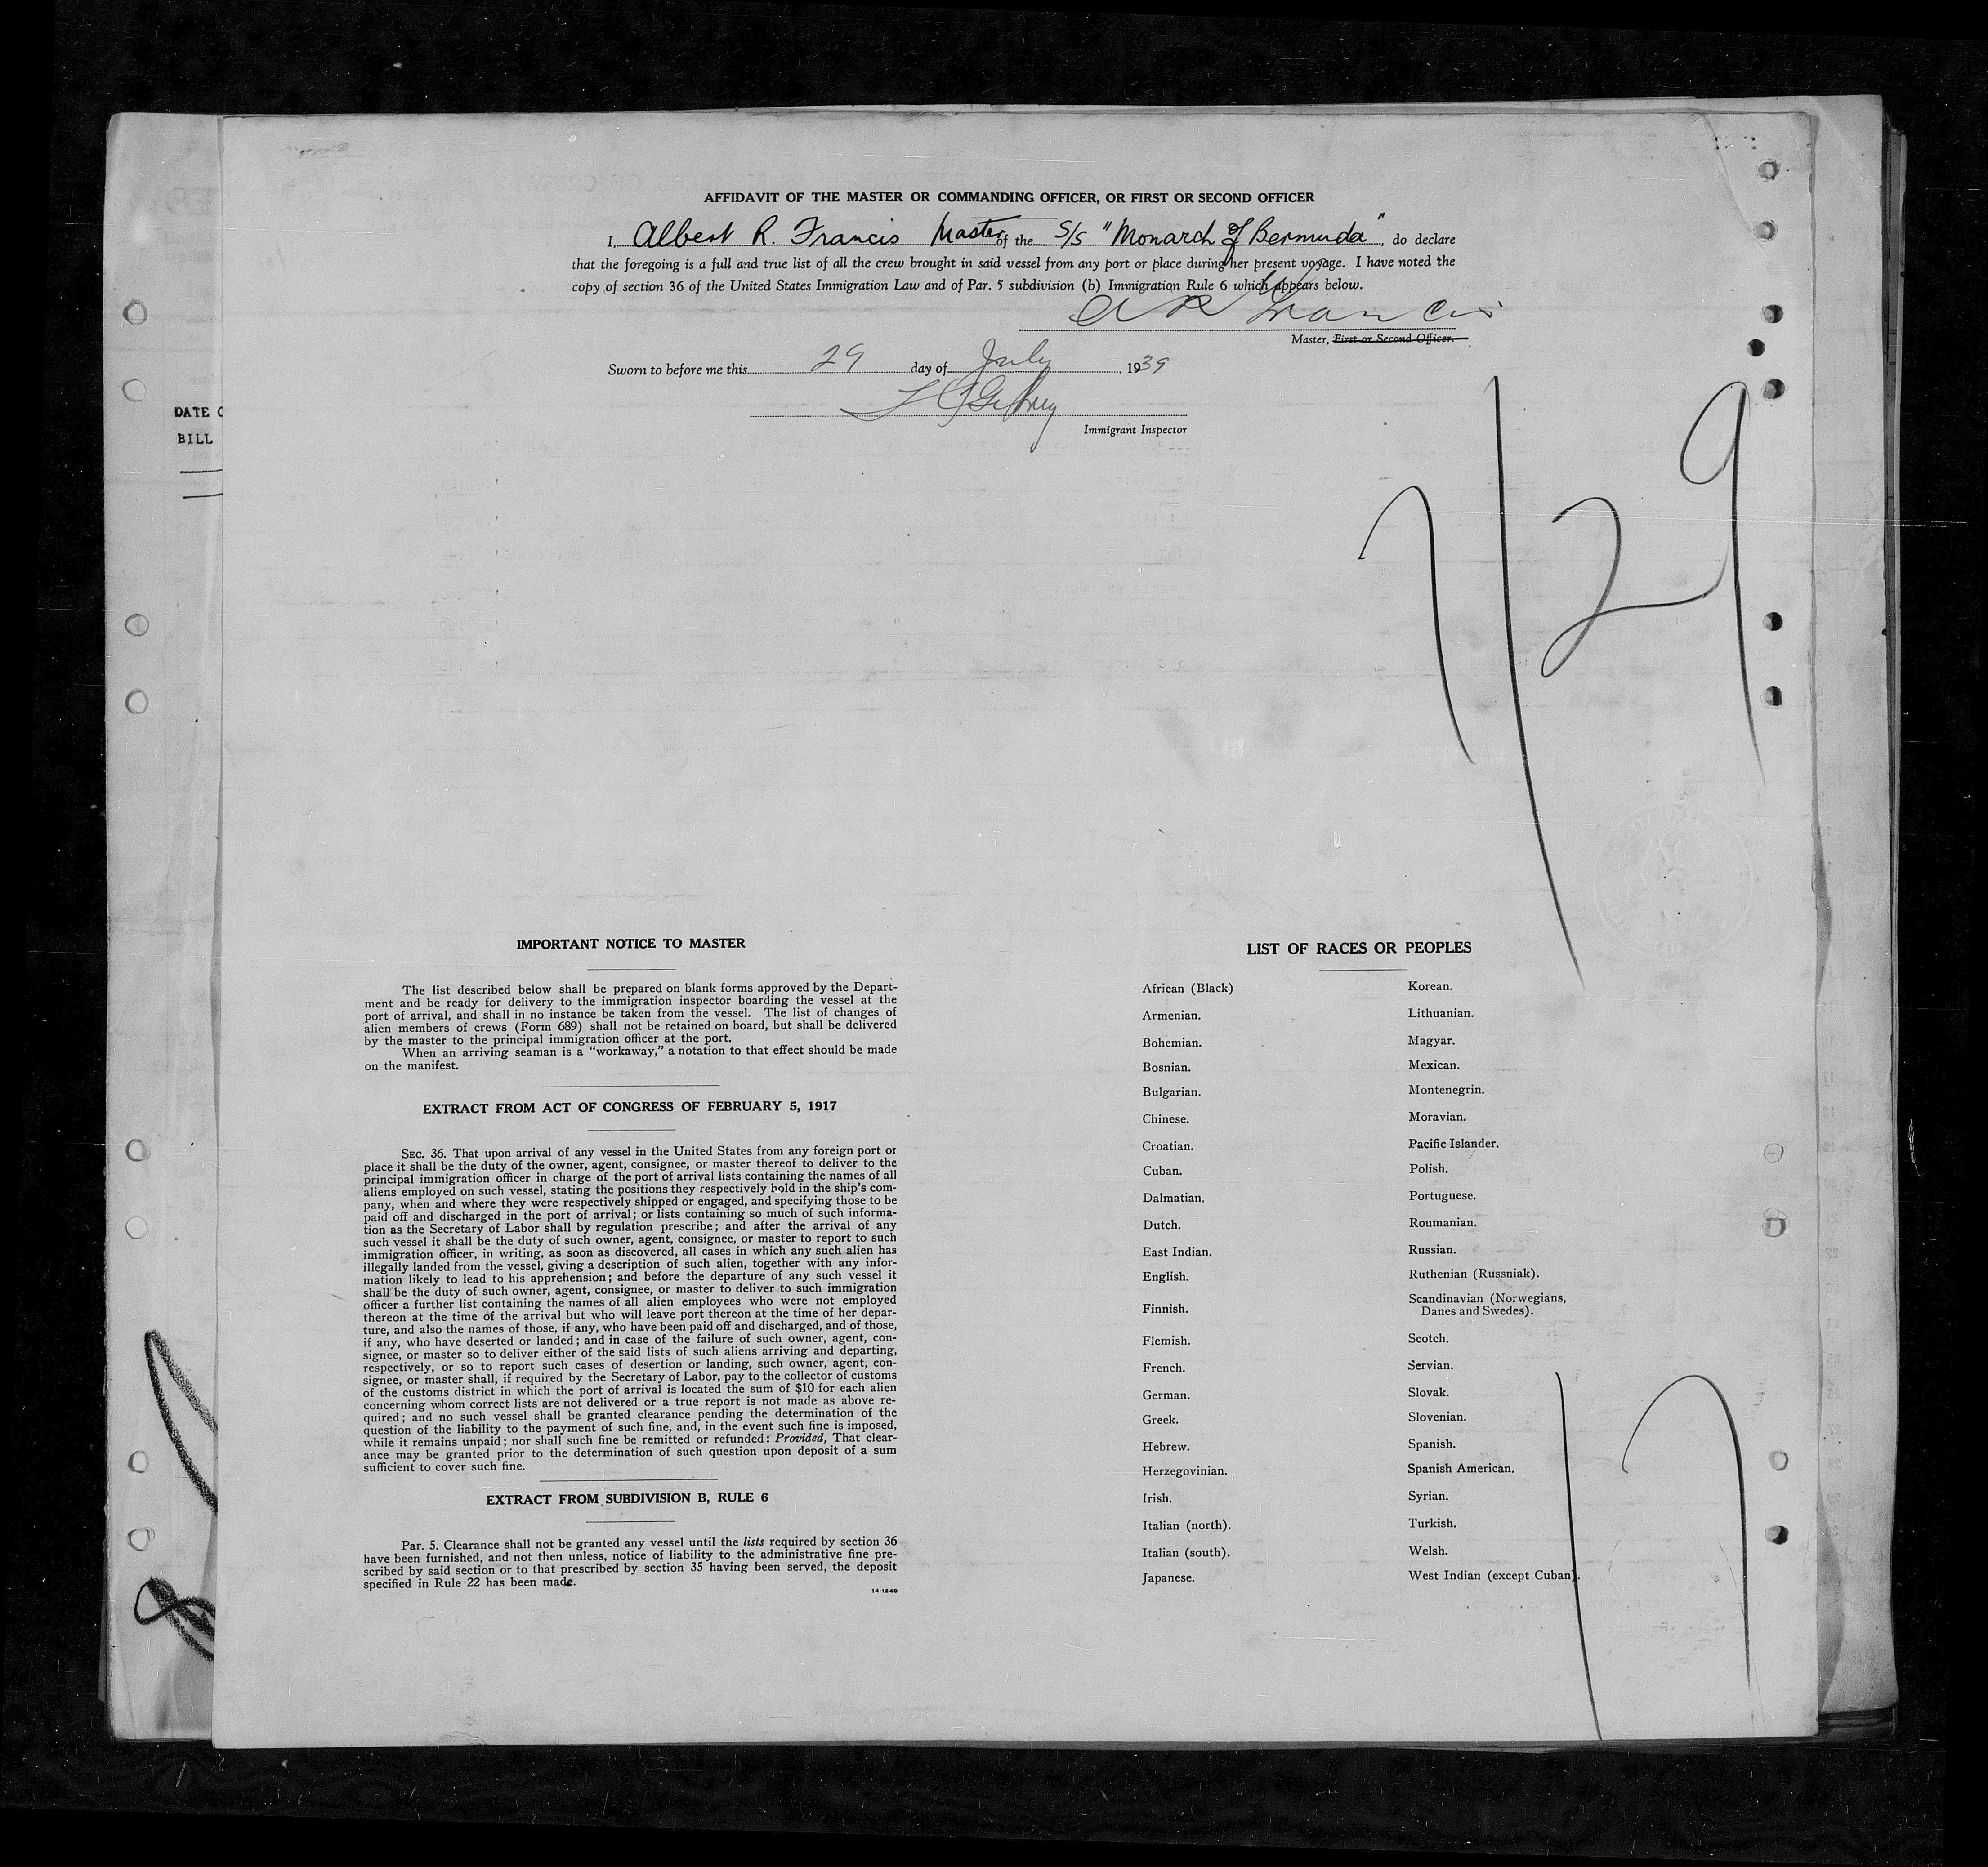 AFFIDAVIT OF THE MASTER OR COMMANDING OFFICER, OR FIRST OR SECOND OFFICER
I, Albert R. Francis Master of the S/S "Monarch of Bermuda", do declare
that the foregoing is a full and true list of all the crew brought in said vessel from any port or place during her present voyage. I have noted the
copy of section 36 of the United States Immigration Law and of Par. 5 subdivision (b) Immigration Rule 6 which appears below.
A R Francis
Master, First or Second Officer.
Sworn to before me this 29 day of July, 1939
Immigrant Inspector
DATE
BILL
7/29
IMPORTANT NOTICE TO MASTER
The list described below shall be prepared on blank forms approved by the Depart-
ment and be ready for delivery to the immigration inspector boarding the vessel at the
port of arrival, and shall in no instance be taken from the vessel. The list of changes of
alien members of crews (Form 689) shall not be retained on board, but shall be delivered
by the master to the principal immigration officer at the port.
When an arriving seaman is a "workaway," a notation to that effect should be made
on the manifest.
EXTRACT FROM ACT OF CONGRESS OF FEBRUARY 5, 1917
SEC. 36. That upon arrival of any vessel in the United States from any foreign port or
place it shall be the duty of the owner, agent, consignee, or master thereof to deliver to the
principal immigration officer in charge of the port of arrival lists containing the names of all
aliens employed on such vessel, stating the positions they respectively hold in the ship's com-
pany, when and where they were respectively shipped or engaged, and specifying those to be
paid off and discharged in the port of arrival; or lists containing so much of such informa-
tion as the Secretary of Labor shall by regulation prescribe; and after the arrival of any
such vessel it shall be the duty of such owner, agent, consignee, or master to report to such
immigration officer, in writing, as soon as discovered, all cases in which any such alien has
illegally landed from the vessel, giving a description of such alien, together with any infor-
mation likely to lead to his apprehension; and before the departure of any such vessel it
shall be the duty of such owner, agent, consignee, or master to deliver to such immigration
officer a further list containing the names of all alien employees who were not employed
thereon at the time of the arrival but who will leave port thereon at the time of her depar-
ture, and also the names of those, if any, who have been paid off and discharged, and of those,
if any, who have deserted or landed; and in case of the failure of such owner, agent, con-
signee, or master so to deliver either of the said lists of such aliens arriving and departing,
respectively, or so to report such cases of desertion or landing, such owner, agent, con-
signee, or master shall, if required by the Secretary of Labor, pay to the collector of customs
of the customs district in which the port of arrival is located the sum of $10 for each alien
concerning whom correct lists are not delivered or a true report is not made as above re-
quired; and no such vessel shall be granted clearance pending the determination of the
question of the liability to the payment of such fine, and, in the event such fine is imposed,
while it remains unpaid; nor shall such fine be remitted or refunded: Provided, That clear-
ance may be granted prior to the determination of such question upon deposit of a sum
sufficient to cover such fine.
EXTRACT FROM SUBDIVISION B, RULE 6
Par. 5. Clearance shall not be granted any vessel until the lists required by section 36
have been furnished, and not then unless, notice of liability to the administrative fine pre-
scribed by said section or to that prescribed by section 35 having been served, the deposit
specified in Rule 22 has been made.
14-1240
LIST OF RACES OR PEOPLES
African (Black)
Armenian.
Bohemian.
Bosnian.
Bulgarian.
Chinese.
Croatian.
Cuban.
Dalmatian.
Dutch.
East Indian.
English.
Finnish.
Flemish.
French.
German.
Greek.
Hebrew.
Herzegovinian.
Irish.
Italian (north).
Italian (south).
Japanese.
Korean.
Lithuanian.
Magyar.
Mexican.
Montenegrin.
Moravian.
Pacific Islander.
Polish.
Portuguese.
Roumanian.
Russian.
Ruthenian (Russniak).
Scandinavian (Norwegians,
Danes and Swedes).
Scotch.
Servian.
Slovak.
Slovenian.
Spanish.
Spanish American.
Syrian.
Turkish.
Welsh.
West Indian (except Cuban).
17